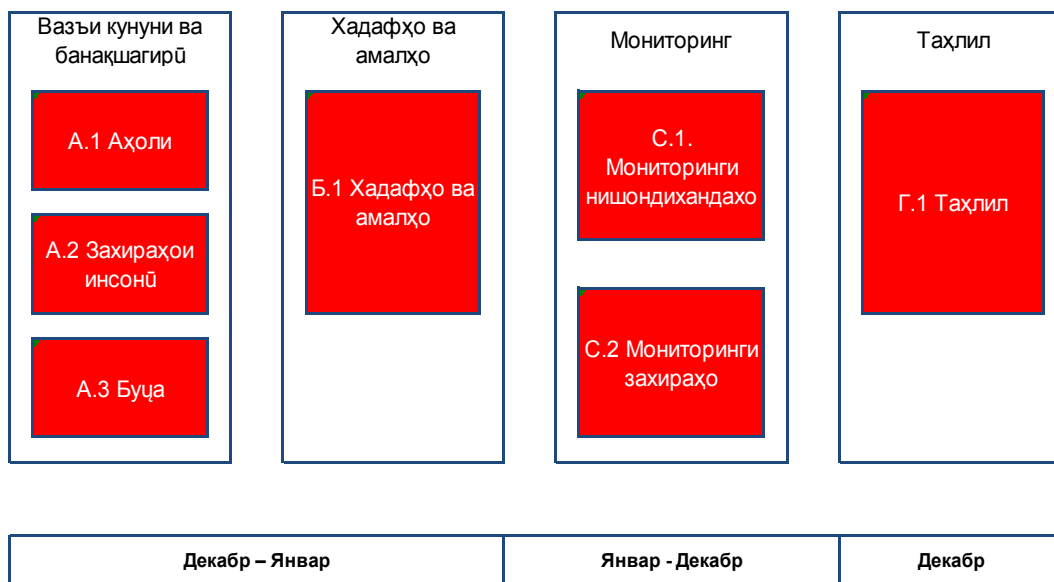 Вазъи кунуни ва
банақшагирӣ
А.1 Аҳоли
А.2 Захираҳои
инсонӣ
А.3 Буҷа
Хадафҳо ва
амалҳо
Б.1 Хадафҳо ва
амалҳо
Мониторинг
С.1.
Мониторинги
нишондихандахо
С.2 Мониторинги
захираҳо
Таҳлил
Г.1 Таҳлил
Декабр – Январ
Январ - Декабр
Декабр